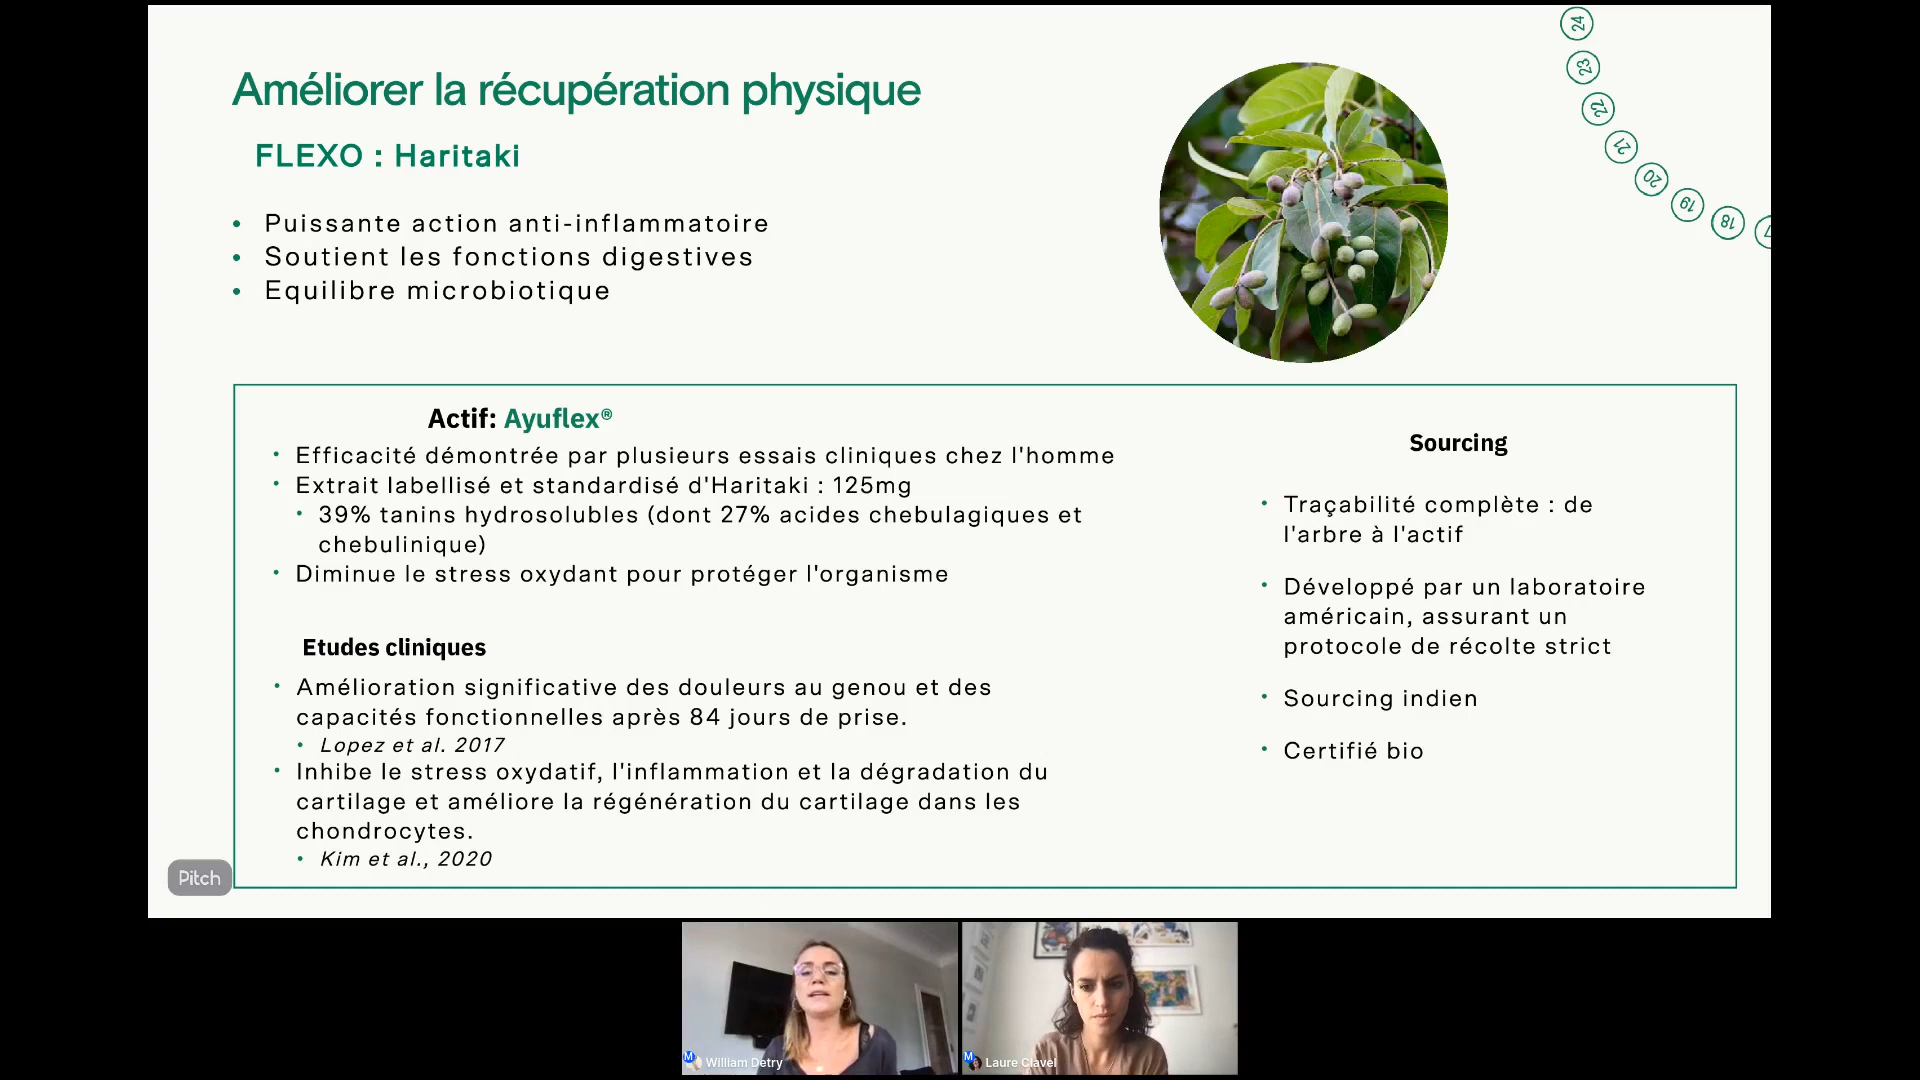 Améliorer la récupération physique
FLEXO : Haritaki
• Puissante action anti-inflammatoire
• Soutient les fonctions digestives
• Equilibre microbiotique
24
23
22
21
20
19
18
Actif: Ayuflex®
• Efficacité démontrée par plusieurs essais cliniques chez l'homme
• Extrait labellisé et standardisé d'Haritaki : 125mg
• 39% tanins hydrosolubles (dont 27% acides chebulagiques et
chebulinique)
• Diminue le stress oxydant pour protéger l'organisme
Etudes cliniques
• Amélioration significative des douleurs au genou et des
capacités fonctionnelles après 84 jours de prise.
• Lopez et al. 2017
• Inhibe le stress oxydatif, l'inflammation et la dégradation du
cartilage et améliore la régénération du cartilage dans les
chondrocytes.
• Kim et al., 2020
Sourcing
• Traçabilité complète : de
l'arbre à l'actif
• Développé par un laboratoire
américain, assurant un
protocole de récolte strict
• Sourcing indien
• Certifié bio
Pitch
M William Detry
M Laure Clavel